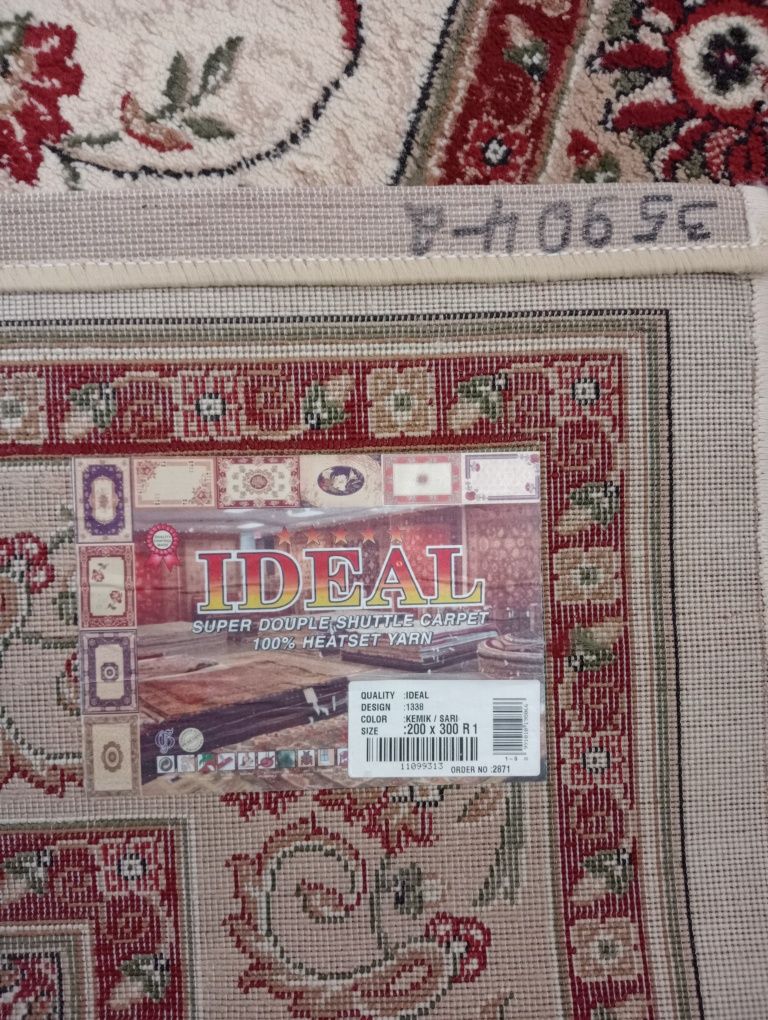 35904-a
IDEAL
SUPER DOUPLE SHUTTLE CARPET
100% HEATSET YARN
QUALITY :IDEAL
DESIGN :1338
COLOR :KEMIK / SARI
SIZE :200 x 300 R 1
11099313 ORDER NO :2871